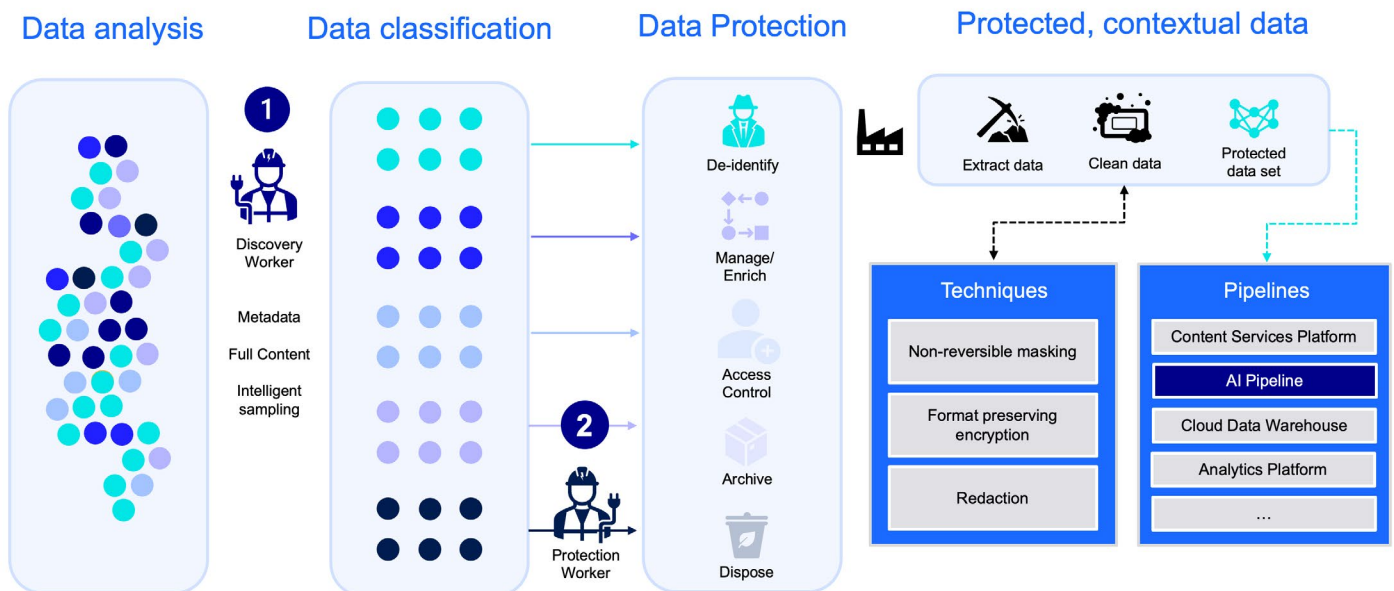 Data analysis
Data classification
Data Protection
Protected, contextual data
1
Discovery
Worker
Metadata
Full Content
Intelligent
sampling
2
Protection
Worker
De-identify
Manage/
Enrich
Access
Control
Archive
Dispose
Extract data
Clean data
Protected
data set
Techniques
Non-reversible masking
Format preserving
encryption
Redaction
Pipelines
Content Services Platform
AI Pipeline
Cloud Data Warehouse
Analytics Platform
...